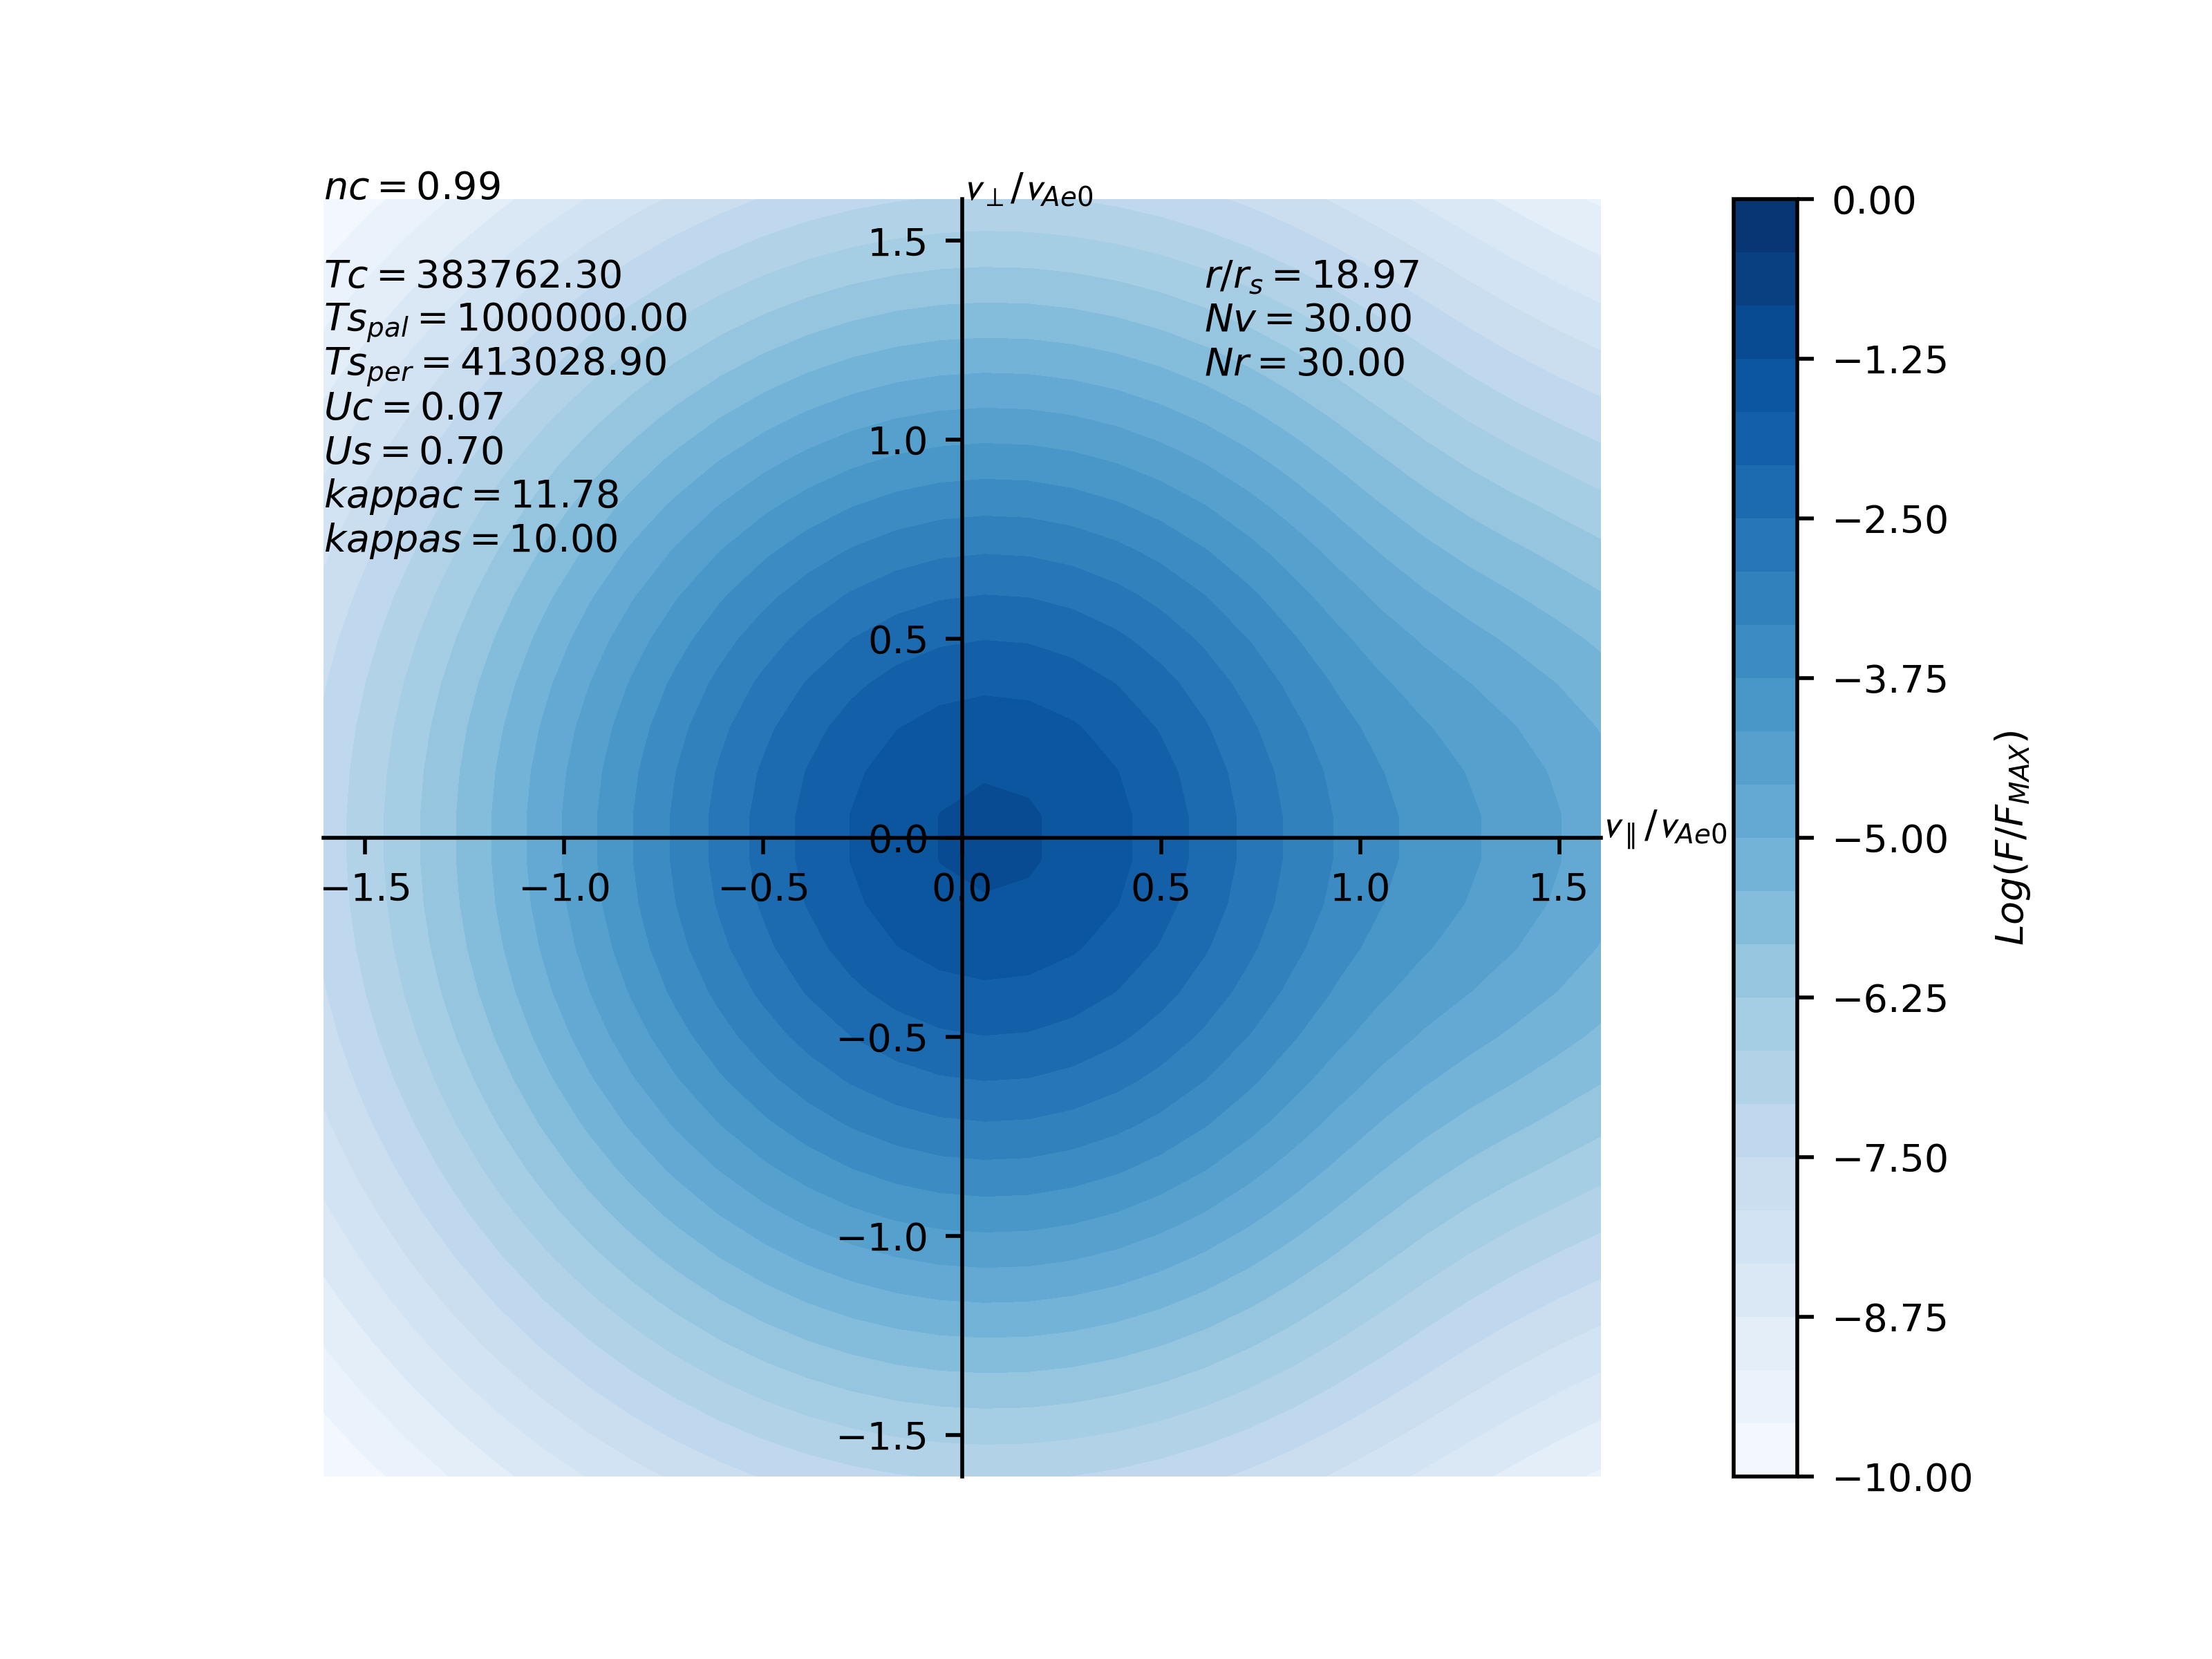 nc = 0.99
v⊥/vAe0
Tc = 383762.30
Tspal = 1000000.00
Tsper = 413028.90
Uc = 0.07
Us = 0.70
kappac = 11.78
kappas = 10.00
r/rs = 18.97
Nv = 30.00
Nr = 30.00
1.5
1.0
0.5
0.0
−0.5
−1.0
−1.5
−1.5 −1.0 −0.5 0.0 0.5 1.0 1.5
v∥/vAe0
0.00
−1.25
−2.50
−3.75
−5.00
−6.25
−7.50
−8.75
−10.00
Log(F/FMAX)